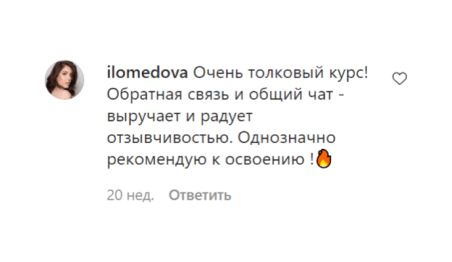 ilomedova Очень толковый курс!
Обратная связь и общий чат -
выручает и радует
отзывчивостью. Однозначно
рекомендую к освоению !🔥
20 нед. Ответить